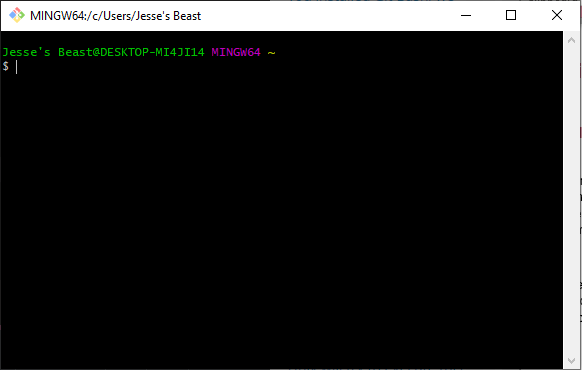 MINGW64:/c/Users/Jesse's Beast
Jesse's Beast@DESKTOP-MI4JI14 MINGW64 ~
$